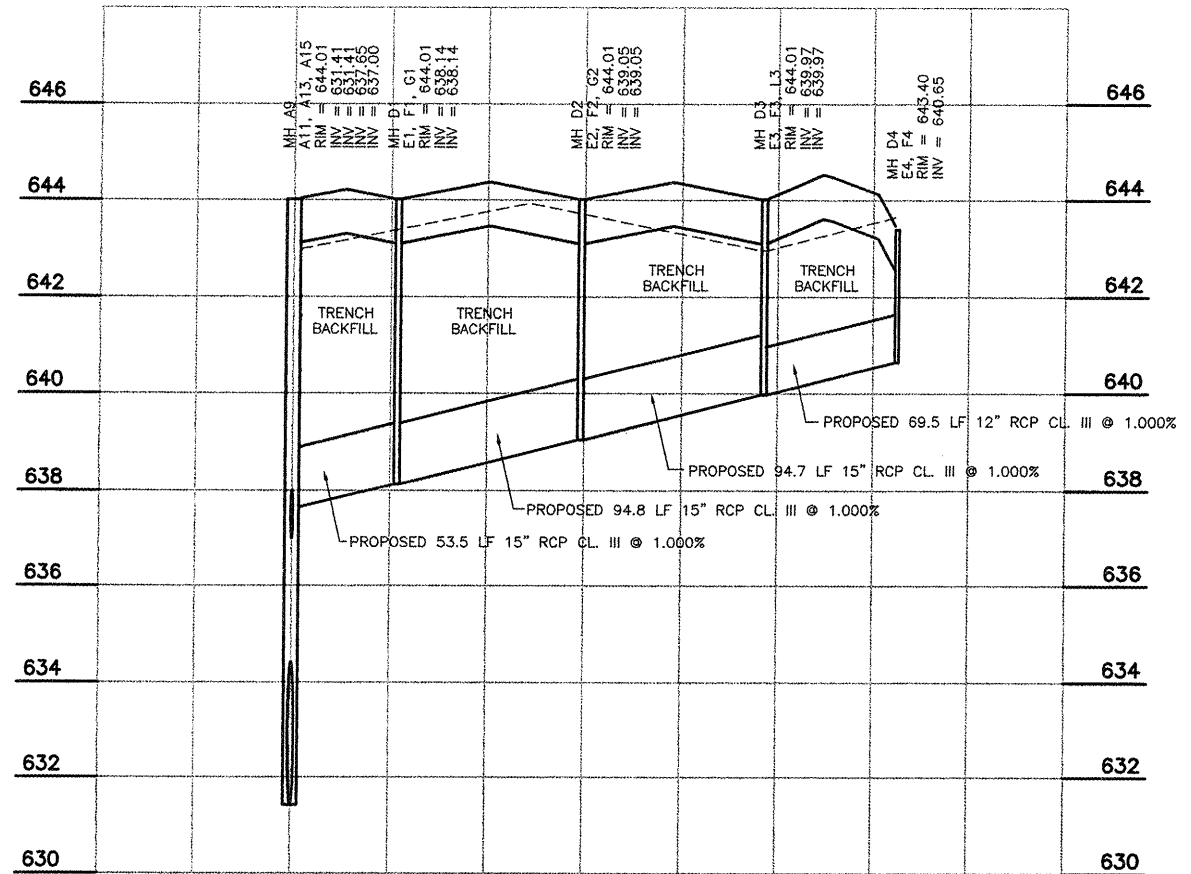 MH A9
A11, A13, A15
RIM = 644.01
INV = 631.41
INV = 631.41
INV = 637.65
INV = 637.00
MH D1
E1, F1, G1
RIM = 644.01
INV = 638.14
INV = 638.14
MH D2
E2, F2, G2
RIM = 644.01
INV = 639.05
INV = 639.05
MH D3
E3, F3, L3
RIM = 644.01
INV = 639.97
INV = 639.97
MH D4
E4, F4
RIM = 643.40
INV = 640.65
646
646
644
644
TRENCH
BACKFILL
TRENCH
BACKFILL
642
642
TRENCH
BACKFILL
TRENCH
BACKFILL
640
640
PROPOSED 69.5 LF 12" RCP CL. III @ 1.000%
PROPOSED 94.7 LF 15" RCP CL. III @ 1.000%
638
638
PROPOSED 94.8 LF 15" RCP CL. III @ 1.000%
PROPOSED 53.5 LF 15" RCP CL. III @ 1.000%
636
636
634
634
632
632
630
630